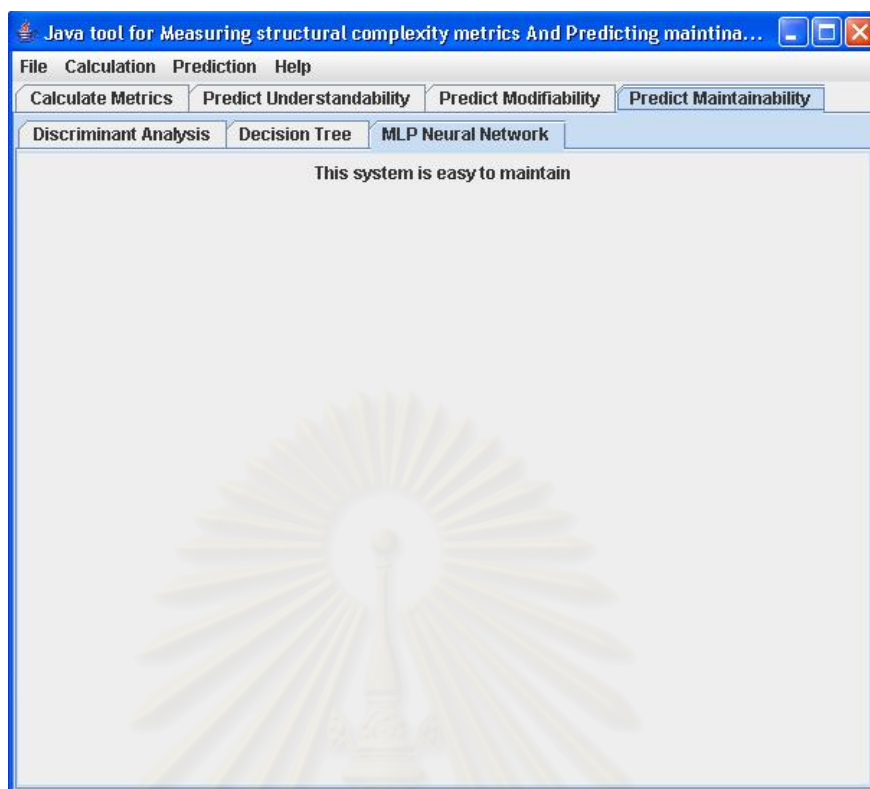 Java tool for Measuring structural complexity metrics And Predicting maintina...
File Calculation Prediction Help
Calculate Metrics Predict Understandability Predict Modifiability Predict Maintainability
Discriminant Analysis Decision Tree MLP Neural Network
This system is easy to maintain